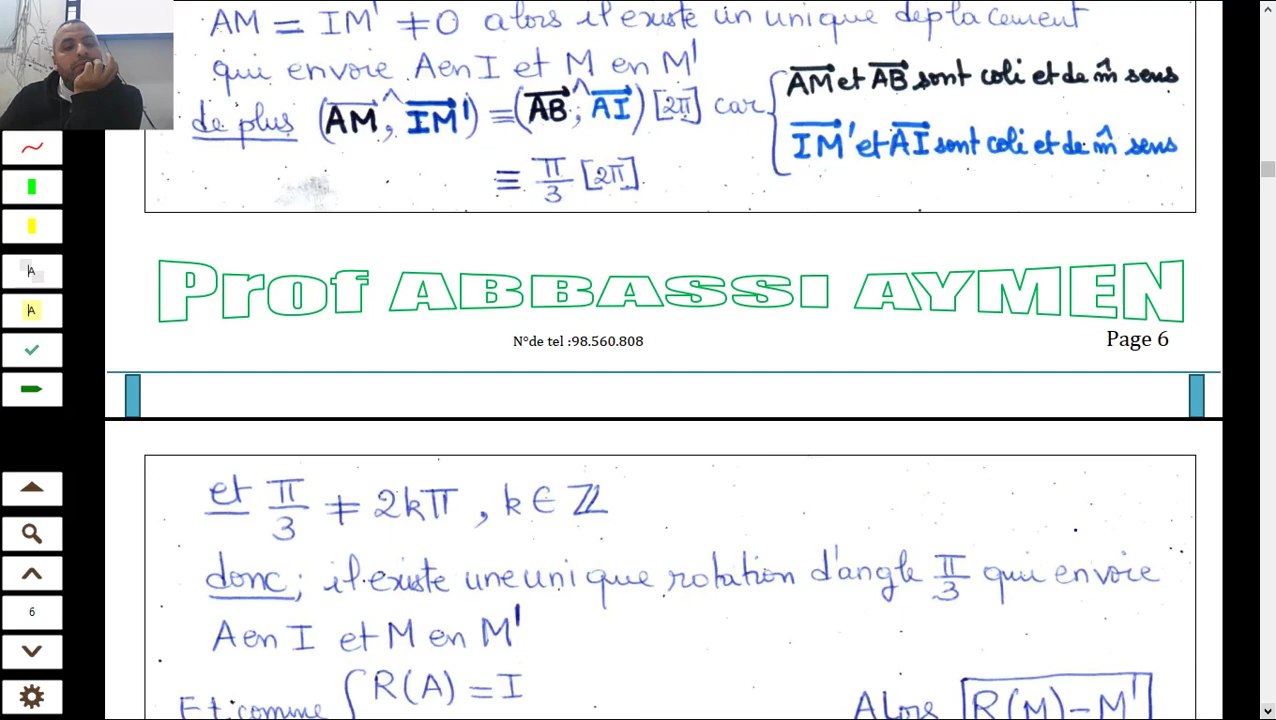 AM = IM' ≠ 0 alors il existe un unique deplacement
qui envoie A en I et M en M'
de plus (AM^, IM') ≡ (AB^, AI) [2π] car { AM et AB sont coli et de m̂ sens
IM' et AI sont coli et de m̂ sens
≡ π/3 [2π].
Prof ABBASSI AYMEN
N°de tel :98.560.808
Page 6
et π/3 ≠ 2kπ , k ∈ ℤ
donc; il existe une unique rotation d'angle π/3 qui envoie
A en I et M en M'
Et comme { R(A) = I
Alors R(M) = M'
A
A
6